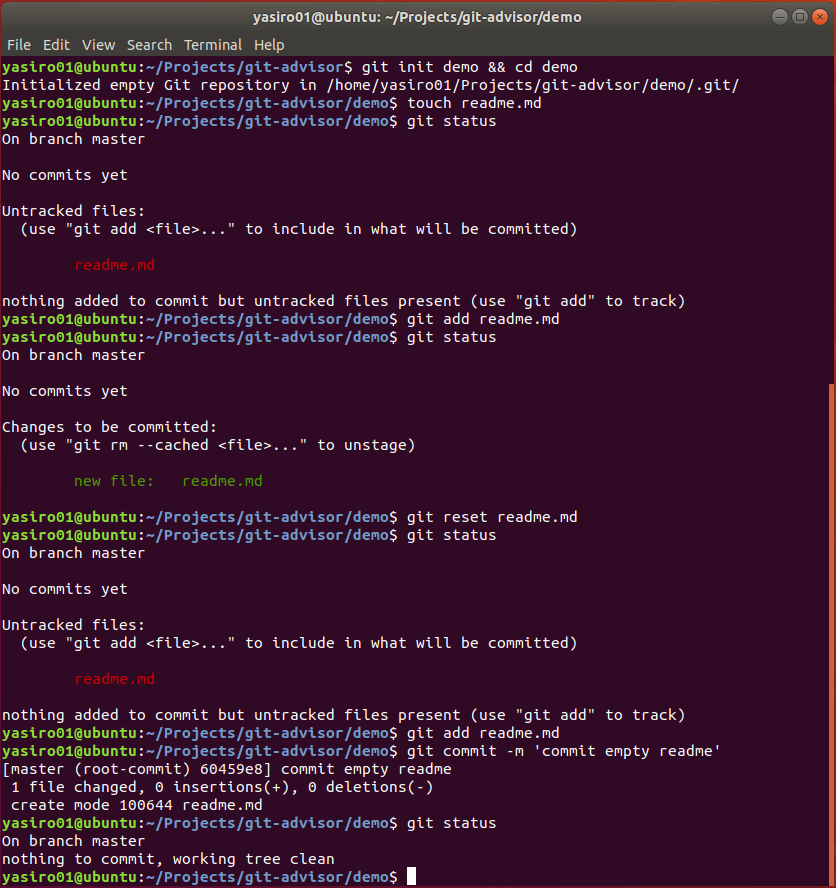 yasiro01@ubuntu: ~/Projects/git-advisor/demo
File Edit View Search Terminal Help
yasiro01@ubuntu:~/Projects/git-advisor$ git init demo && cd demo
Initialized empty Git repository in /home/yasiro01/Projects/git-advisor/demo/.git/
yasiro01@ubuntu:~/Projects/git-advisor/demo$ touch readme.md
yasiro01@ubuntu:~/Projects/git-advisor/demo$ git status
On branch master
No commits yet
Untracked files:
  (use "git add <file>..." to include in what will be committed)
        readme.md
nothing added to commit but untracked files present (use "git add" to track)
yasiro01@ubuntu:~/Projects/git-advisor/demo$ git add readme.md
yasiro01@ubuntu:~/Projects/git-advisor/demo$ git status
On branch master
No commits yet
Changes to be committed:
  (use "git rm --cached <file>..." to unstage)
        new file:   readme.md
yasiro01@ubuntu:~/Projects/git-advisor/demo$ git reset readme.md
yasiro01@ubuntu:~/Projects/git-advisor/demo$ git status
On branch master
No commits yet
Untracked files:
  (use "git add <file>..." to include in what will be committed)
        readme.md
nothing added to commit but untracked files present (use "git add" to track)
yasiro01@ubuntu:~/Projects/git-advisor/demo$ git add readme.md
yasiro01@ubuntu:~/Projects/git-advisor/demo$ git commit -m 'commit empty readme'
[master (root-commit) 60459e8] commit empty readme
 1 file changed, 0 insertions(+), 0 deletions(-)
 create mode 100644 readme.md
yasiro01@ubuntu:~/Projects/git-advisor/demo$ git status
On branch master
nothing to commit, working tree clean
yasiro01@ubuntu:~/Projects/git-advisor/demo$